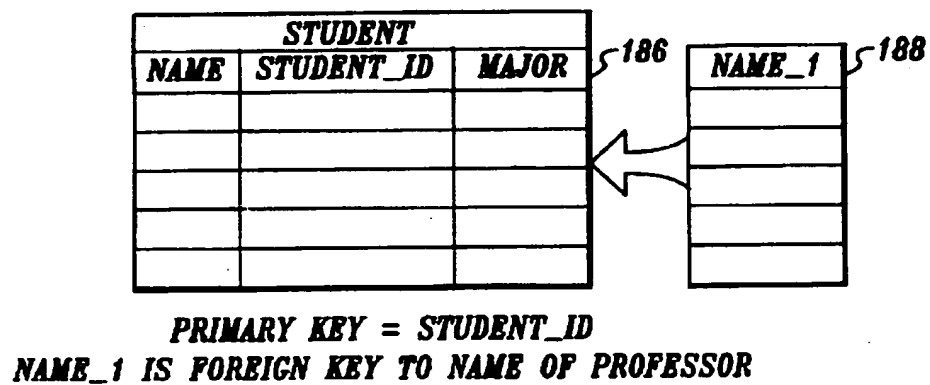 STUDENT
NAME STUDENT_ID MAJOR 186 NAME_1 188
PRIMARY KEY = STUDENT_ID
NAME_1 IS FOREIGN KEY TO NAME OF PROFESSOR